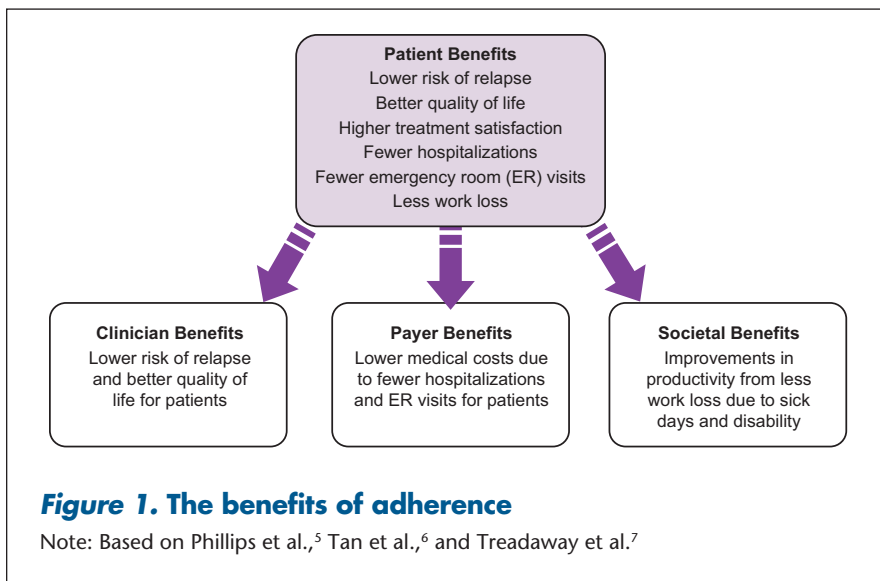 Patient Benefits
Lower risk of relapse
Better quality of life
Higher treatment satisfaction
Fewer hospitalizations
Fewer emergency room (ER) visits
Less work loss
Clinician Benefits
Lower risk of relapse
and better quality of
life for patients
Payer Benefits
Lower medical costs due
to fewer hospitalizations
and ER visits for patients
Societal Benefits
Improvements in
productivity from less
work loss due to sick
days and disability
Figure 1. The benefits of adherence
Note: Based on Phillips et al.,⁵ Tan et al.,⁶ and Treadaway et al.⁷